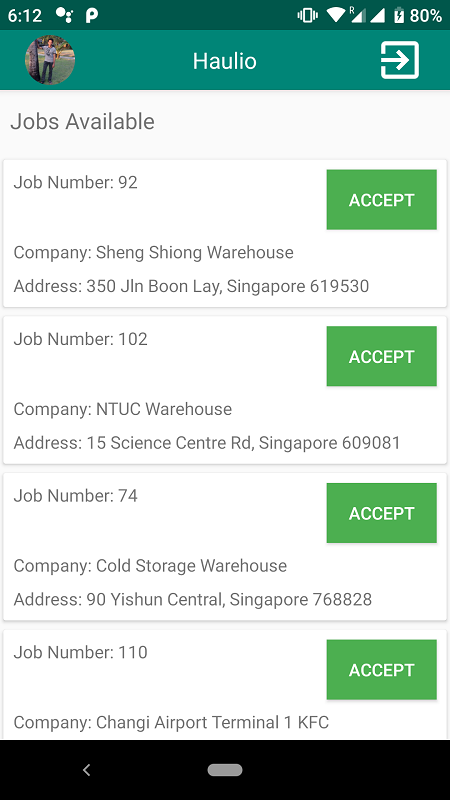 6:12 R 80%
Haulio
Jobs Available
Job Number: 92
ACCEPT
Company: Sheng Shiong Warehouse
Address: 350 Jln Boon Lay, Singapore 619530
Job Number: 102
ACCEPT
Company: NTUC Warehouse
Address: 15 Science Centre Rd, Singapore 609081
Job Number: 74
ACCEPT
Company: Cold Storage Warehouse
Address: 90 Yishun Central, Singapore 768828
Job Number: 110
ACCEPT
Company: Changi Airport Terminal 1 KFC